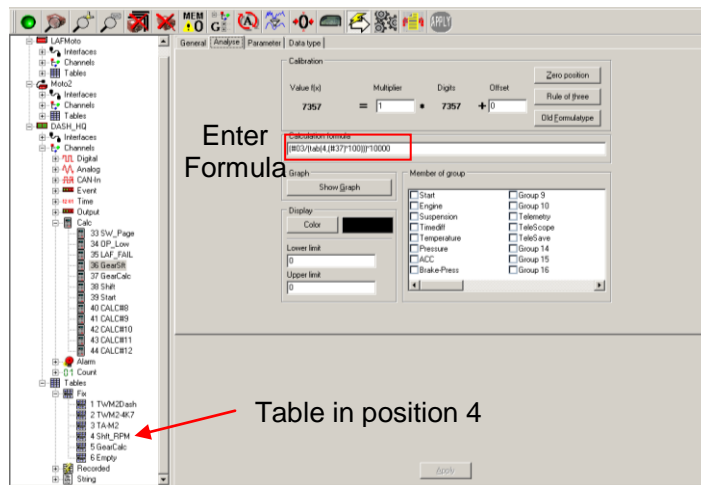 MEM
LAFMoto
Interfaces
Channels
Tables
Moto2
Interfaces
Channels
Tables
DASH_HQ
Interfaces
Channels
Digital
Analog
CAN-In
Event
Time
Output
Calc
33 SW_Page
34 OP_Low
35 LAF_FAIL
36 GearSft
37 GearCalc
38 Shift
39 Start
40 CALC#8
41 CALC#9
42 CALC#10
43 CALC#11
44 CALC#12
Alarm
Count
Tables
Fix
1 TWM2Dash
2 TWM2-4K7
3 TA-M2
4 Shft_RPM
5 GearCalc
6 Empty
Recorded
String
General Analyse Parameter Data type
Calibration
Value f(x) Multiplier Digits Offset
7357 = 1 * 7357 + 0
Zero position
Rule of three
Old Formulatype
Enter
Formula
Calculation formula
(#03/(tab(4,(#37)*100)))*10000
Graph
Show Graph
Display
Color
Lower limit
0
Upper limit
0
Member of group
Start
Engine
Suspension
Timediff
Temperature
Pressure
ACC
Brake-Press
Group 9
Group 10
Telemetry
TeleScope
TeleSave
Group 14
Group 15
Group 16
Table in position 4
Apply